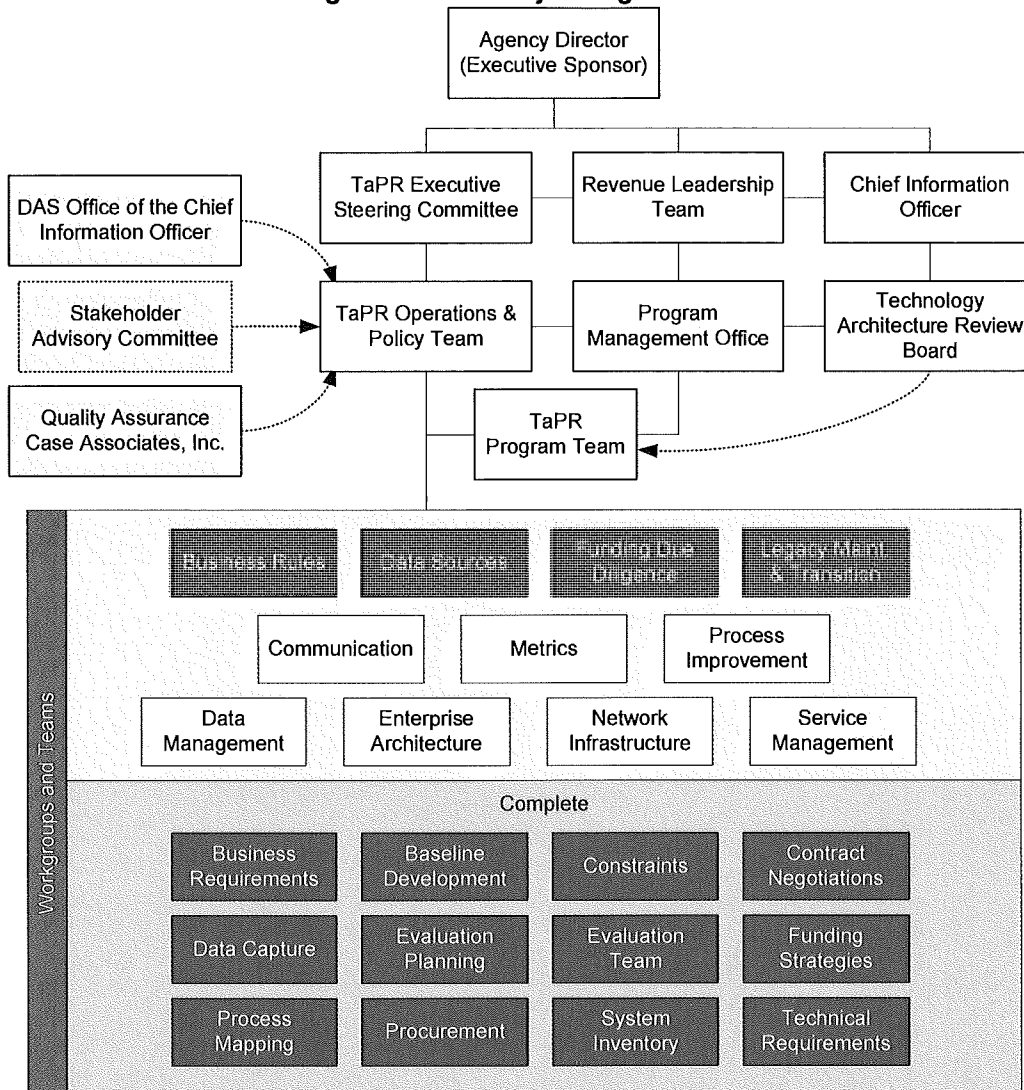 Agency Director
(Executive Sponsor)
TaPR Executive
Steering Committee
Revenue Leadership
Team
Chief Information
Officer
DAS Office of the Chief
Information Officer
Stakeholder
Advisory Committee
Quality Assurance
Case Associates, Inc.
TaPR Operations &
Policy Team
Program
Management Office
Technology
Architecture Review
Board
TaPR
Program Team
Workgroups and Teams
Business Rules
Data Sources
Funding Due
Diligence
Legacy Maint
& Transition
Communication
Metrics
Process
Improvement
Data
Management
Enterprise
Architecture
Network
Infrastructure
Service
Management
Complete
Business
Requirements
Baseline
Development
Constraints
Contract
Negotiations
Data Capture
Evaluation
Planning
Evaluation
Team
Funding
Strategies
Process
Mapping
Procurement
System
Inventory
Technical
Requirements